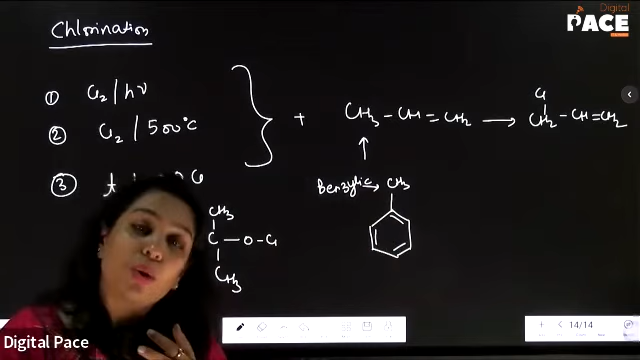 Digital
PACE
Chlorination
① Cl₂ / hν
② Cl₂ / 500°C
③
+ CH₃ – CH = CH₂ → CH₂ – CH = CH₂
Cl
Benzylic → CH₃
CH₃
C – O – Cl
CH₃
14/14
Digital Pace